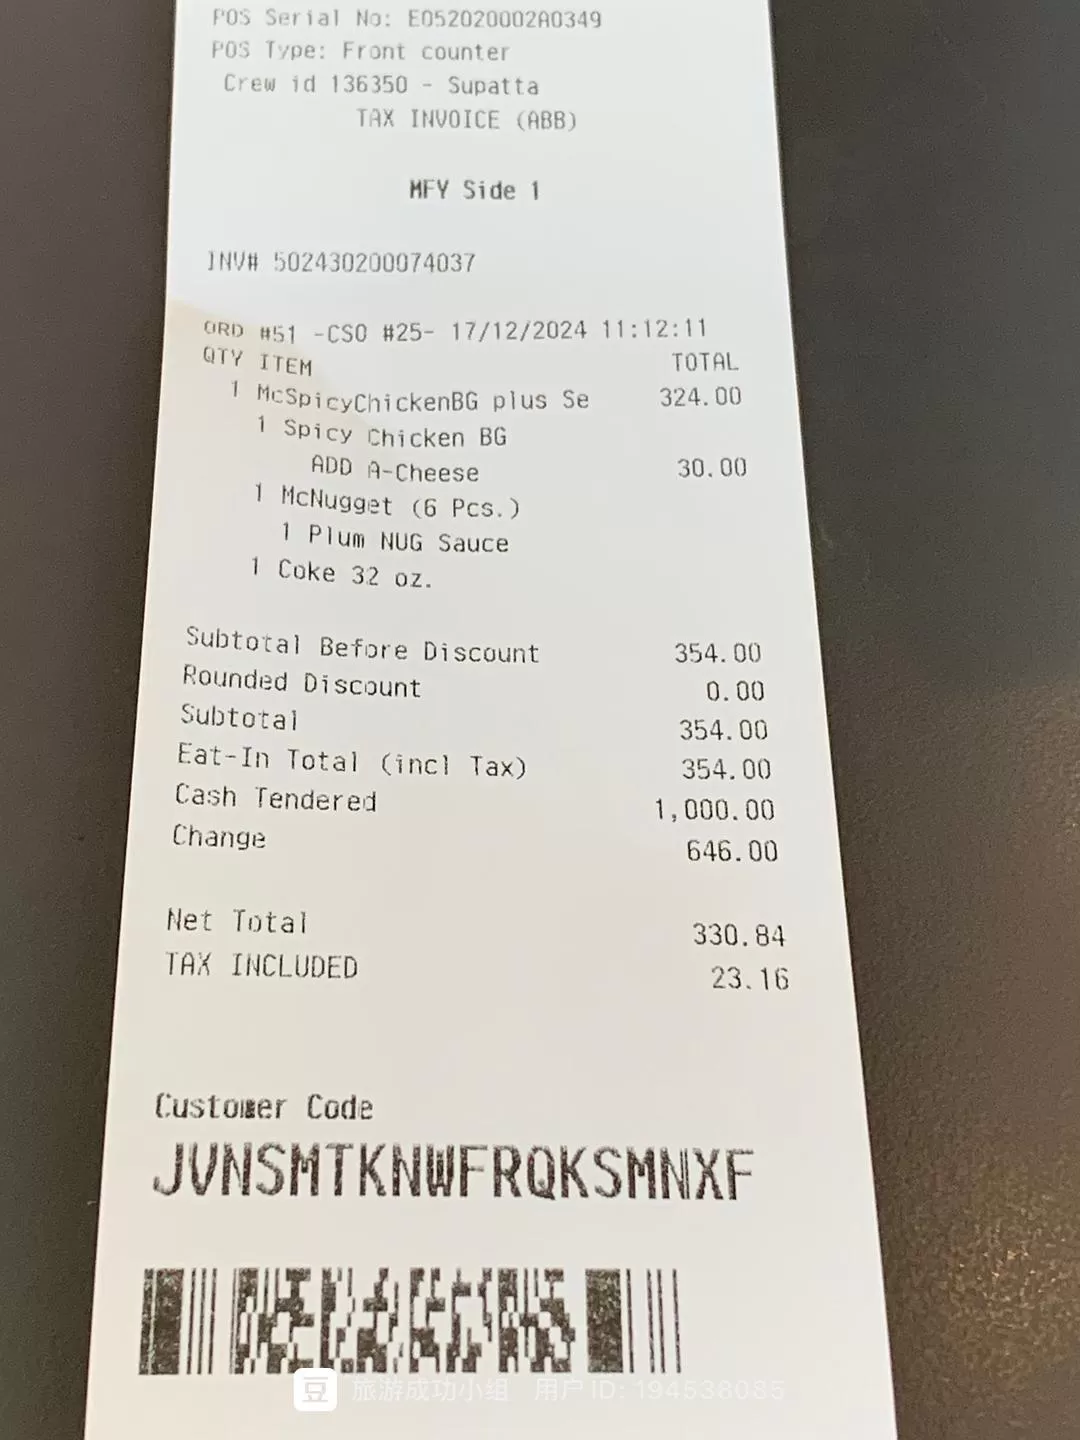 POS Serial No: E052020002A0349
POS Type: Front counter
Crew id 136350 - Supatta
TAX INVOICE (ABB)
MFY Side 1
INV# 502430200074037
ORD #51 -CSO #25- 17/12/2024 11:12:11
QTY ITEM TOTAL
1 McSpicyChickenBG plus Se 324.00
1 Spicy Chicken BG
ADD A-Cheese 30.00
1 McNugget (6 Pcs.)
1 Plum NUG Sauce
1 Coke 32 oz.
Subtotal Before Discount 354.00
Rounded Discount 0.00
Subtotal 354.00
Eat-In Total (incl Tax) 354.00
Cash Tendered 1,000.00
Change 646.00
Net Total 330.84
TAX INCLUDED 23.16
Customer Code
JVNSMTKNWFRQKSMNXF
豆 旅游成功小组 用户ID: 194538085